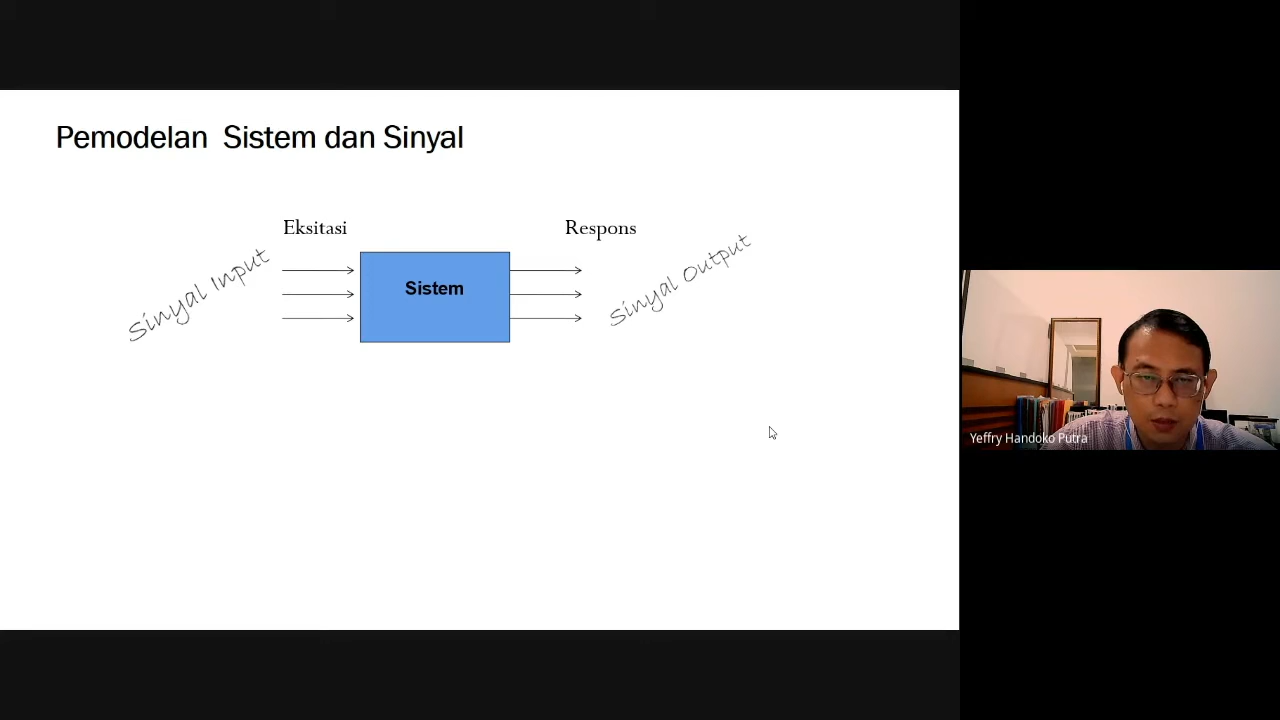 Pemodelan Sistem dan Sinyal
Eksitasi
Respons
Sinyal Input
Sistem
Sinyal Output
Yeffry Handoko Putra